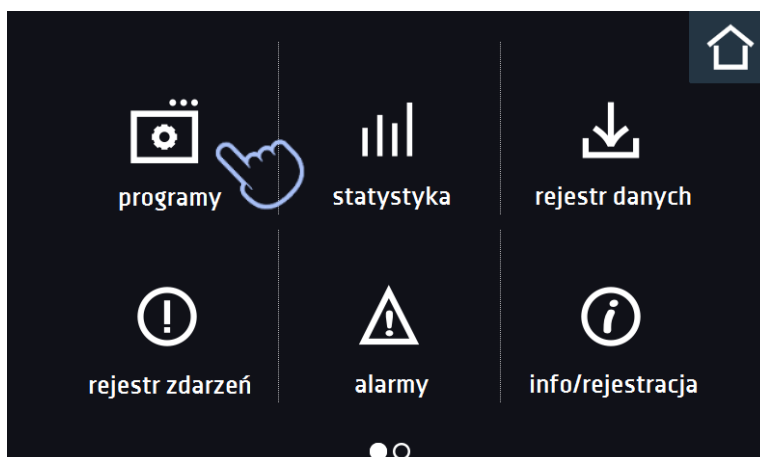 programy
statystyka
rejestr danych
rejestr zdarzeń
alarmy
info/rejestracja